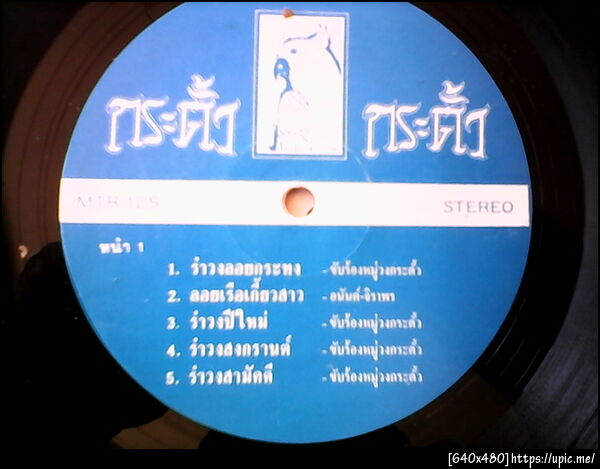 กระตั้ว กระตั้ว
MTR 125 STEREO
หน้า 1
1. รำวงลอยกระทง - ขับร้องหมู่วงกระตั้ว
2. ลอยเรือเกี้ยวสาว - อนันต์-จิราพร
3. รำวงปีใหม่ - ขับร้องหมู่วงกระตั้ว
4. รำวงสงกรานต์ - ขับร้องหมู่วงกระตั้ว
5. รำวงสามัคคี - ขับร้องหมู่วงกระตั้ว
[640x480]https://upic.me/